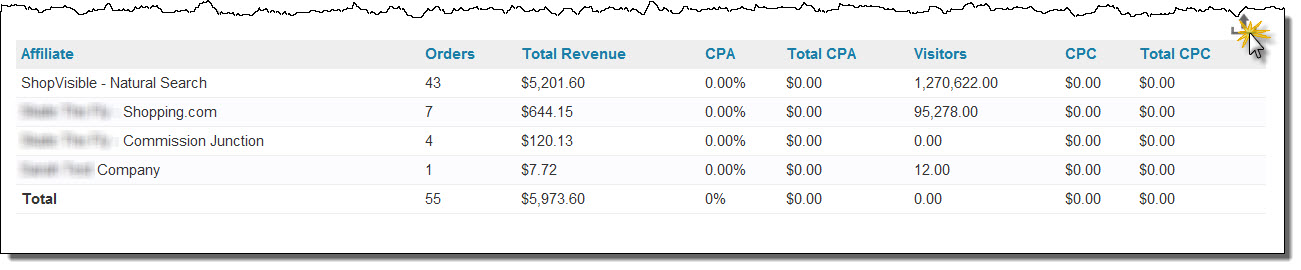 Affiliate Orders Total Revenue CPA Total CPA Visitors CPC Total CPC
ShopVisible - Natural Search 43 $5,201.60 0.00% $0.00 1,270,622.00 $0.00 $0.00
Shopping.com 7 $644.15 0.00% $0.00 95,278.00 $0.00 $0.00
Commission Junction 4 $120.13 0.00% $0.00 0.00 $0.00 $0.00
Company 1 $7.72 0.00% $0.00 12.00 $0.00 $0.00
Total 55 $5,973.60 0% $0.00 0.00 $0.00 $0.00